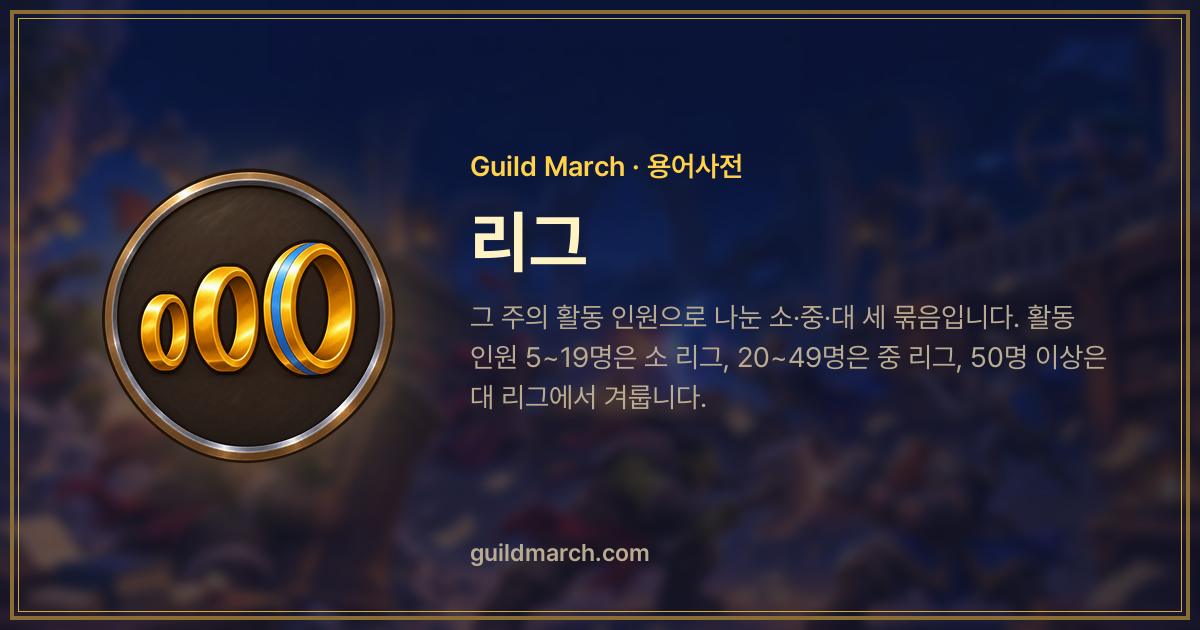 Guild March · 용어사전
리그
그 주의 활동 인원으로 나눈 소·중·대 세 묶음입니다. 활동
인원 5~19명은 소 리그, 20~49명은 중 리그, 50명 이상은
대 리그에서 겨룹니다.
guildmarch.com